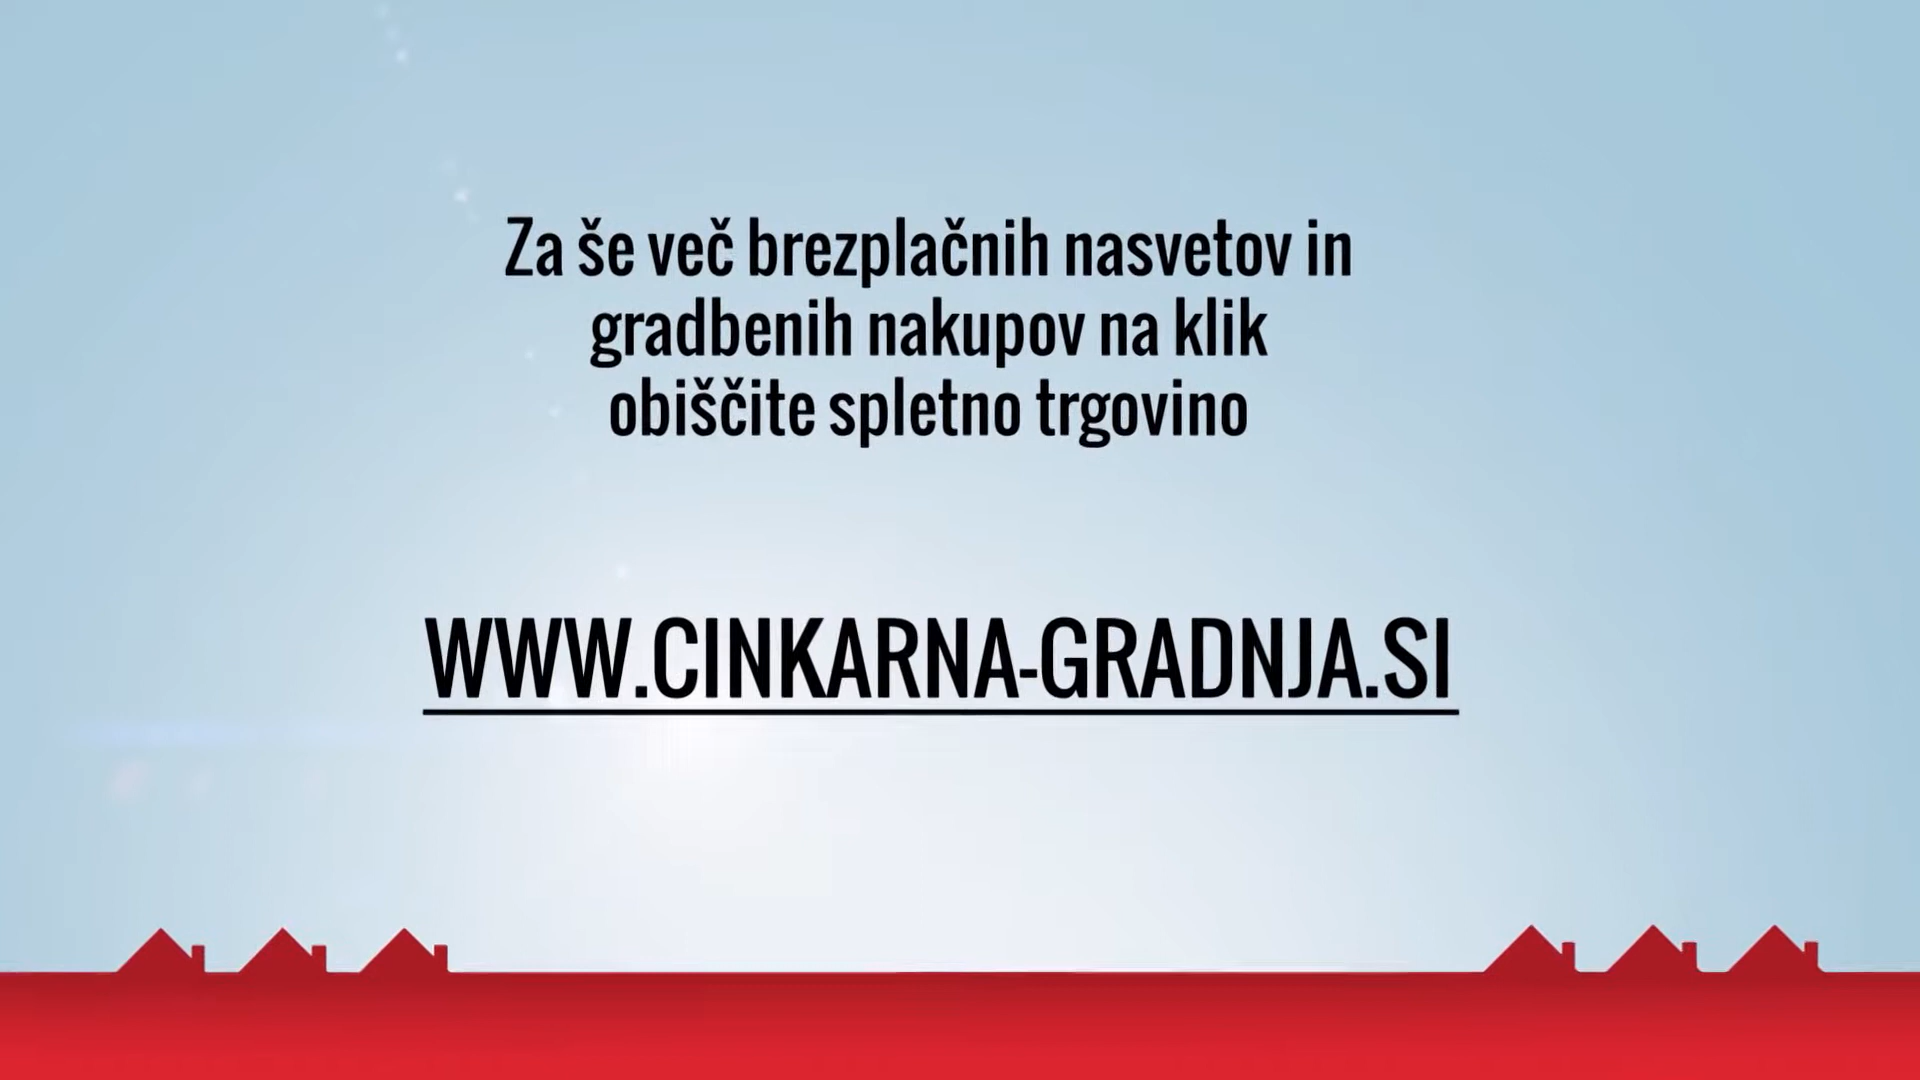 Za še več brezplačnih nasvetov in
gradbenih nakupov na klik
obiščite spletno trgovino
WWW.CINKARNA-GRADNJA.SI